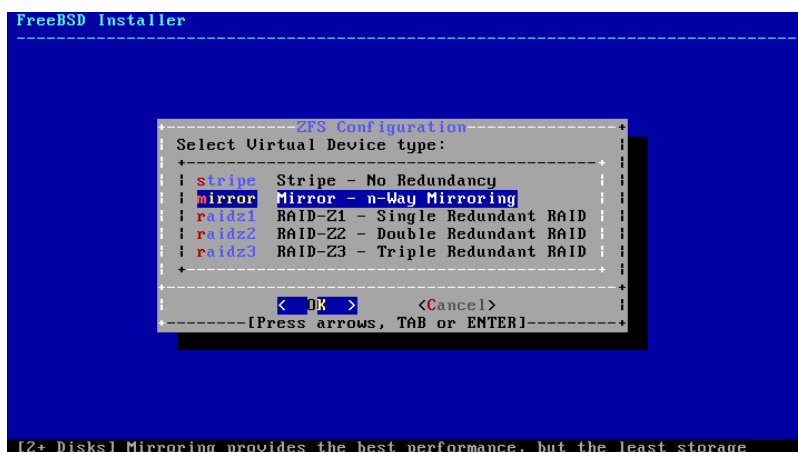 FreeBSD Installer
ZFS Configuration
Select Virtual Device type:
stripe Stripe - No Redundancy
mirror Mirror - n-Way Mirroring
raidz1 RAID-Z1 - Single Redundant RAID
raidz2 RAID-Z2 - Double Redundant RAID
raidz3 RAID-Z3 - Triple Redundant RAID
< OK > <Cancel>
[Press arrows, TAB or ENTER]
[2+ Disks] Mirroring provides the best performance, but the least storage